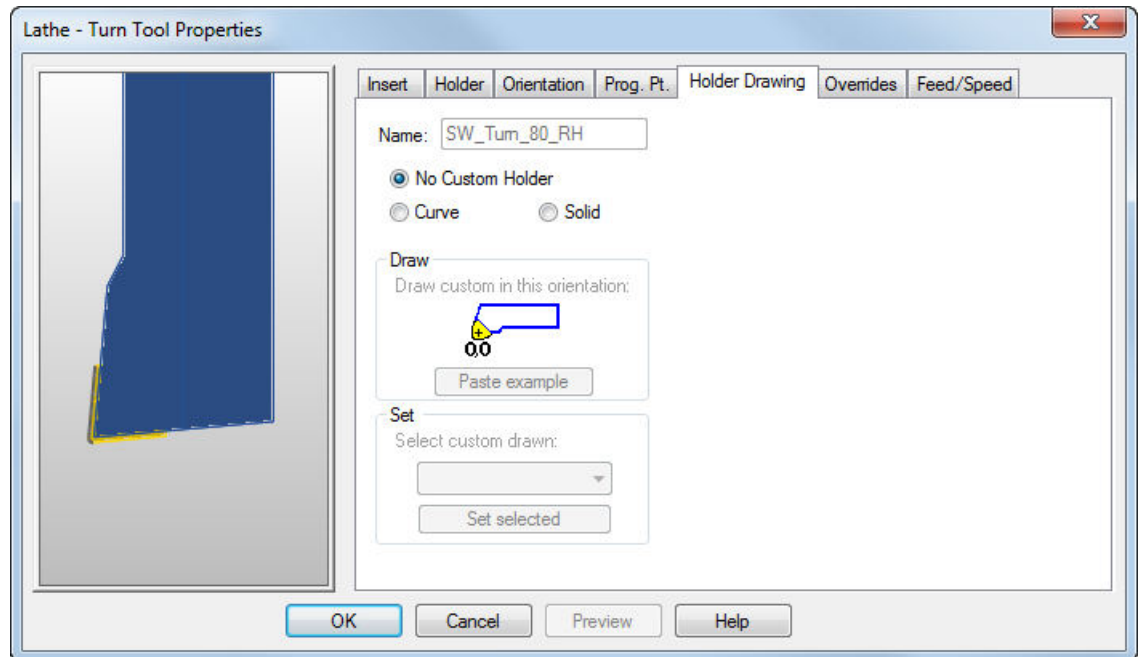 Lathe - Turn Tool Properties
Insert Holder Orientation Prog. Pt. Holder Drawing Overrides Feed/Speed
Name: SW_Turn_80_RH
No Custom Holder
Curve Solid
Draw
Draw custom in this orientation:
0,0
Paste example
Set
Select custom drawn:
Set selected
OK Cancel Preview Help